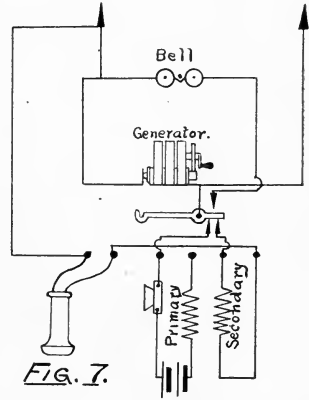 Bell
Generator.
Primary
Secondary
FIG. 7.